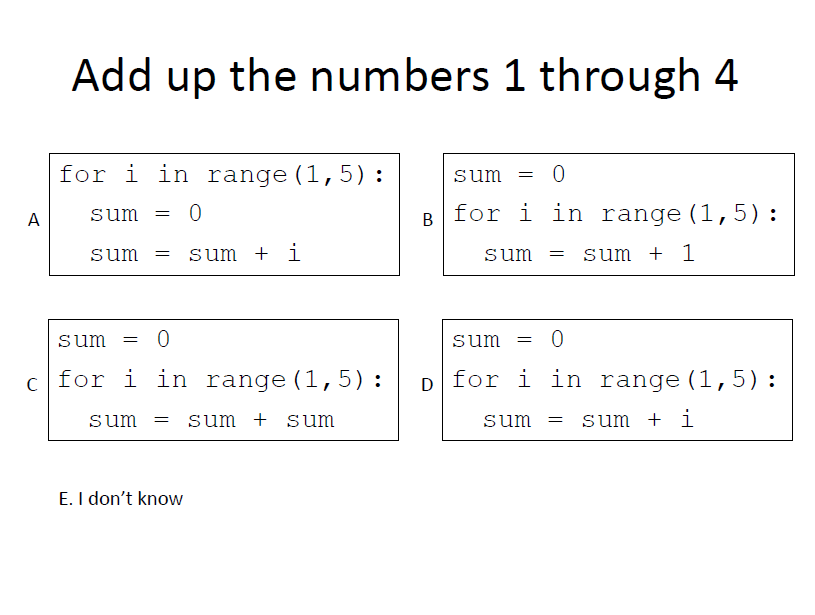 Add up the numbers 1 through 4
A
for i in range(1,5):
sum = 0
sum = sum + i
B
sum = 0
for i in range(1,5):
sum = sum + 1
C
sum = 0
for i in range(1,5):
sum = sum + sum
D
sum = 0
for i in range(1,5):
sum = sum + i
E. I don’t know